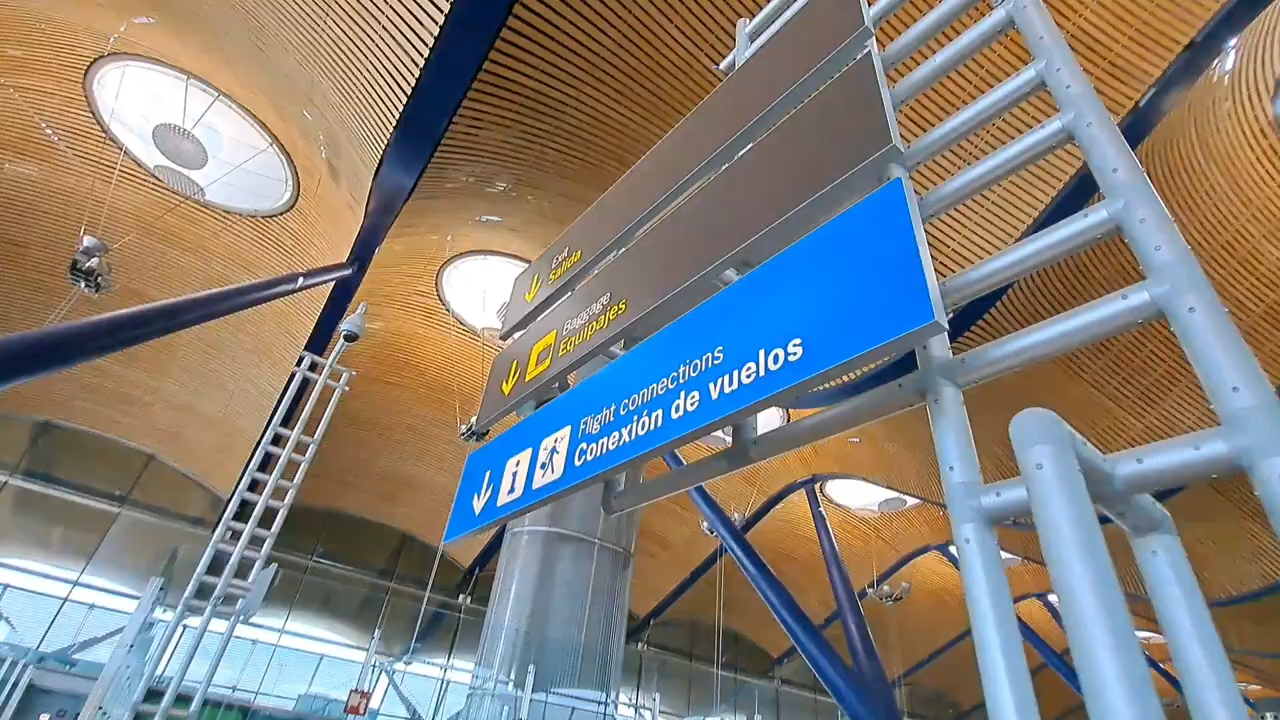 Exit
Salida
Baggage
Equipajes
Flight connections
Conexión de vuelos